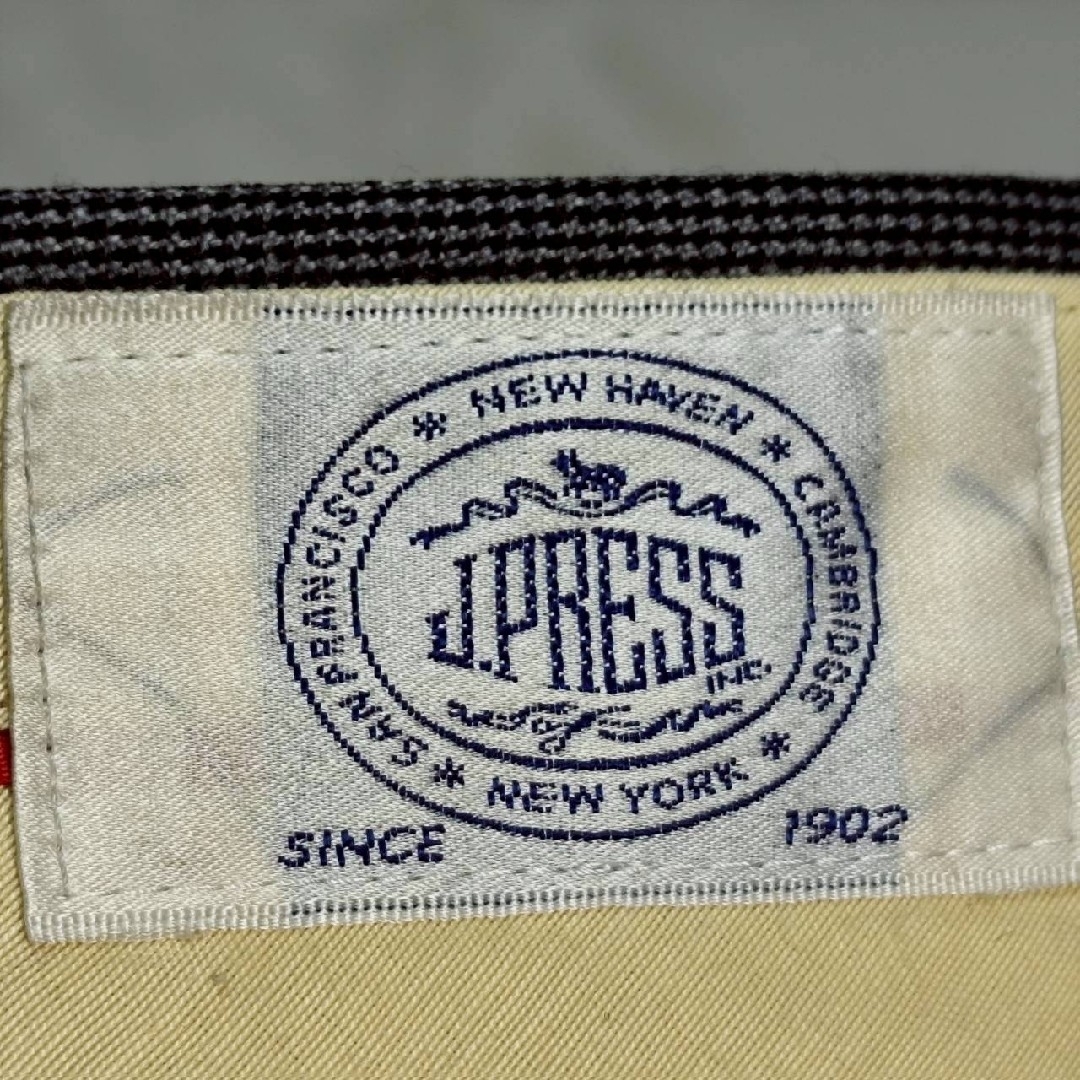 SAN FRANCISCO * NEW HAVEN * CAMBRIDGE * NEW YORK *
J.PRESS
INC.
SINCE 1902